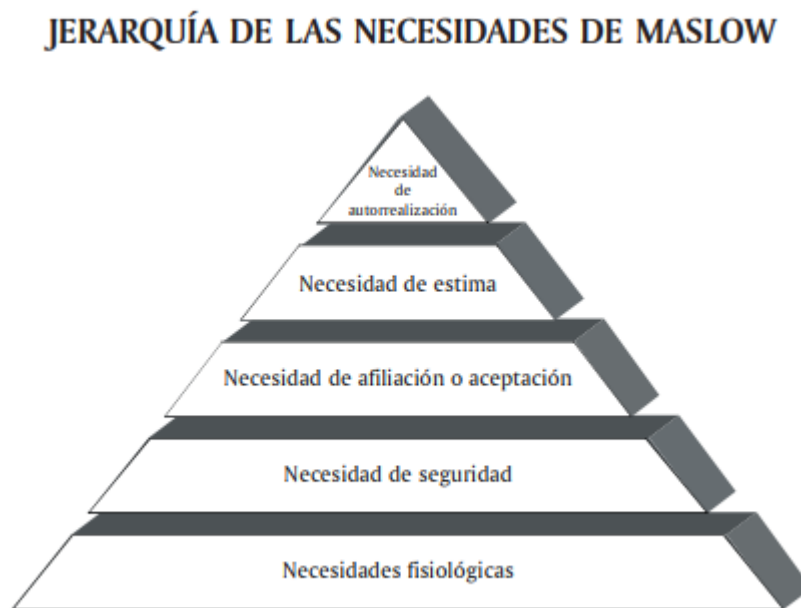 JERARQUÍA DE LAS NECESIDADES DE MASLOW
Necesidad
de
autorrealización
Necesidad de estima
Necesidad de afiliación o aceptación
Necesidad de seguridad
Necesidades fisiológicas